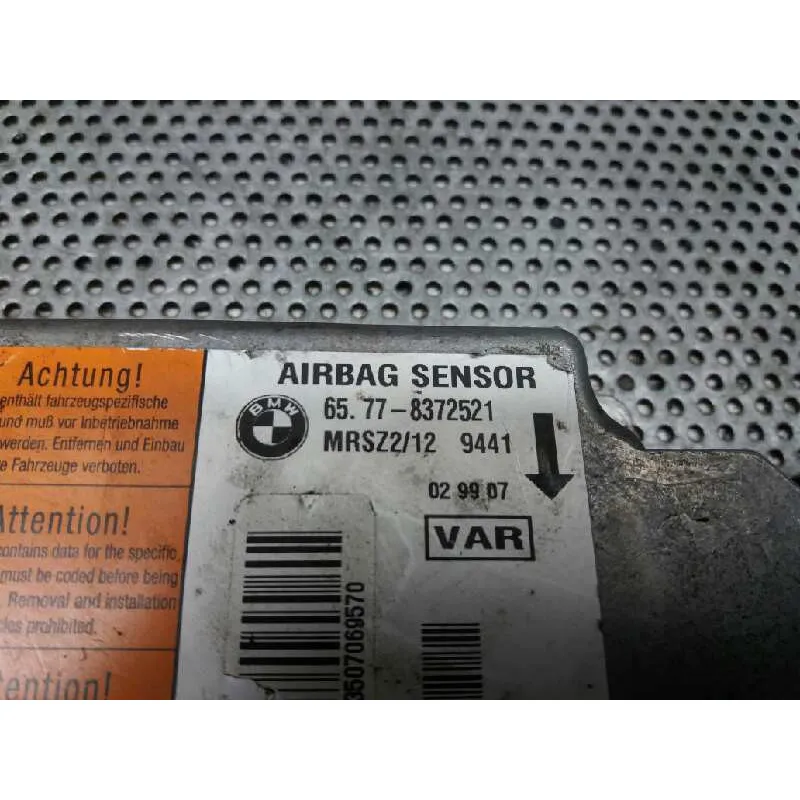 Achtung!
enthält fahrzeugspezifische
und muß vor Inbetriebnahme
werden. Entfernen und Einbau
Fahrzeuge verboten.
Attention!
contains data for the specific
must be coded before being
Removal and installation
prohibited.
AIRBAG SENSOR
BMW
65. 77-8372521
MRSZ2/12 9441
02 99 07
VAR
3507069570